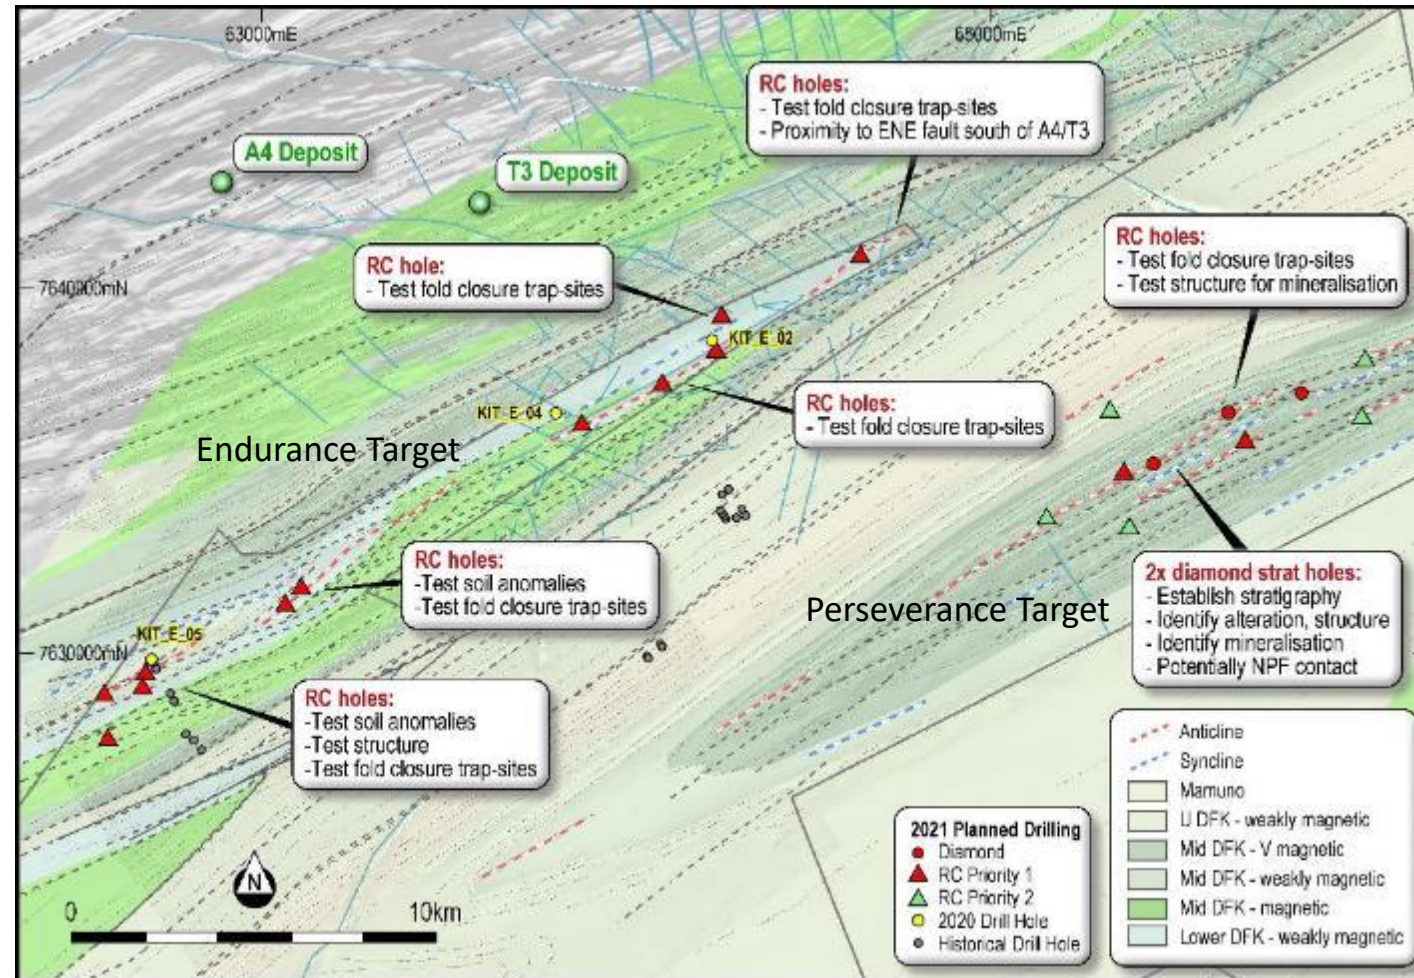 63000mE
65000mE
RC holes:
- Test fold closure trap-sites
- Proximity to ENE fault south of A4/T3
A4 Deposit
T3 Deposit
RC hole:
- Test fold closure trap-sites
RC holes:
- Test fold closure trap-sites
- Test structure for mineralisation
7640000mN
KIT_E_02
KIT_E_04
RC holes:
- Test fold closure trap-sites
Endurance Target
RC holes:
-Test soil anomalies
-Test fold closure trap-sites
2x diamond strat holes:
- Establish stratigraphy
- Identify alteration, structure
- Identify mineralisation
- Potentially NPF contact
Perseverance Target
KIT_E_05
7630000mN
RC holes:
-Test soil anomalies
-Test structure
-Test fold closure trap-sites
Anticline
Syncline
Mamuno
U DFK - weakly magnetic
Mid DFK - V magnetic
Mid DFK - weakly magnetic
Mid DFK - magnetic
Lower DFK - weakly magnetic
2021 Planned Drilling
Diamond
RC Priority 1
RC Priority 2
2020 Drill Hole
Historical Drill Hole
N
0
10km